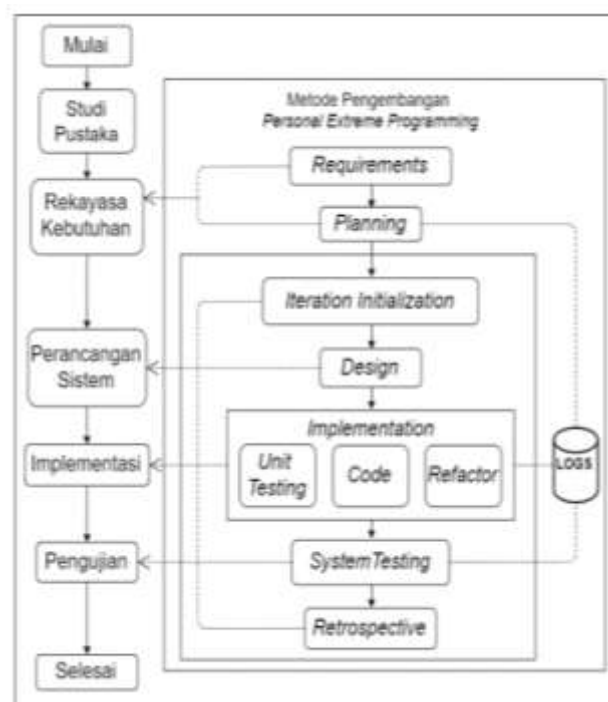 Mulai
Studi
Pustaka
Rekayasa
Kebutuhan
Perancangan
Sistem
Implementasi
Pengujian
Selesai
Metode Pengembangan
Personal Extreme Programming
Requirements
Planning
Iteration Initialization
Design
Implementation
Unit
Testing
Code
Refactor
LOGS
SystemTesting
Retrospective